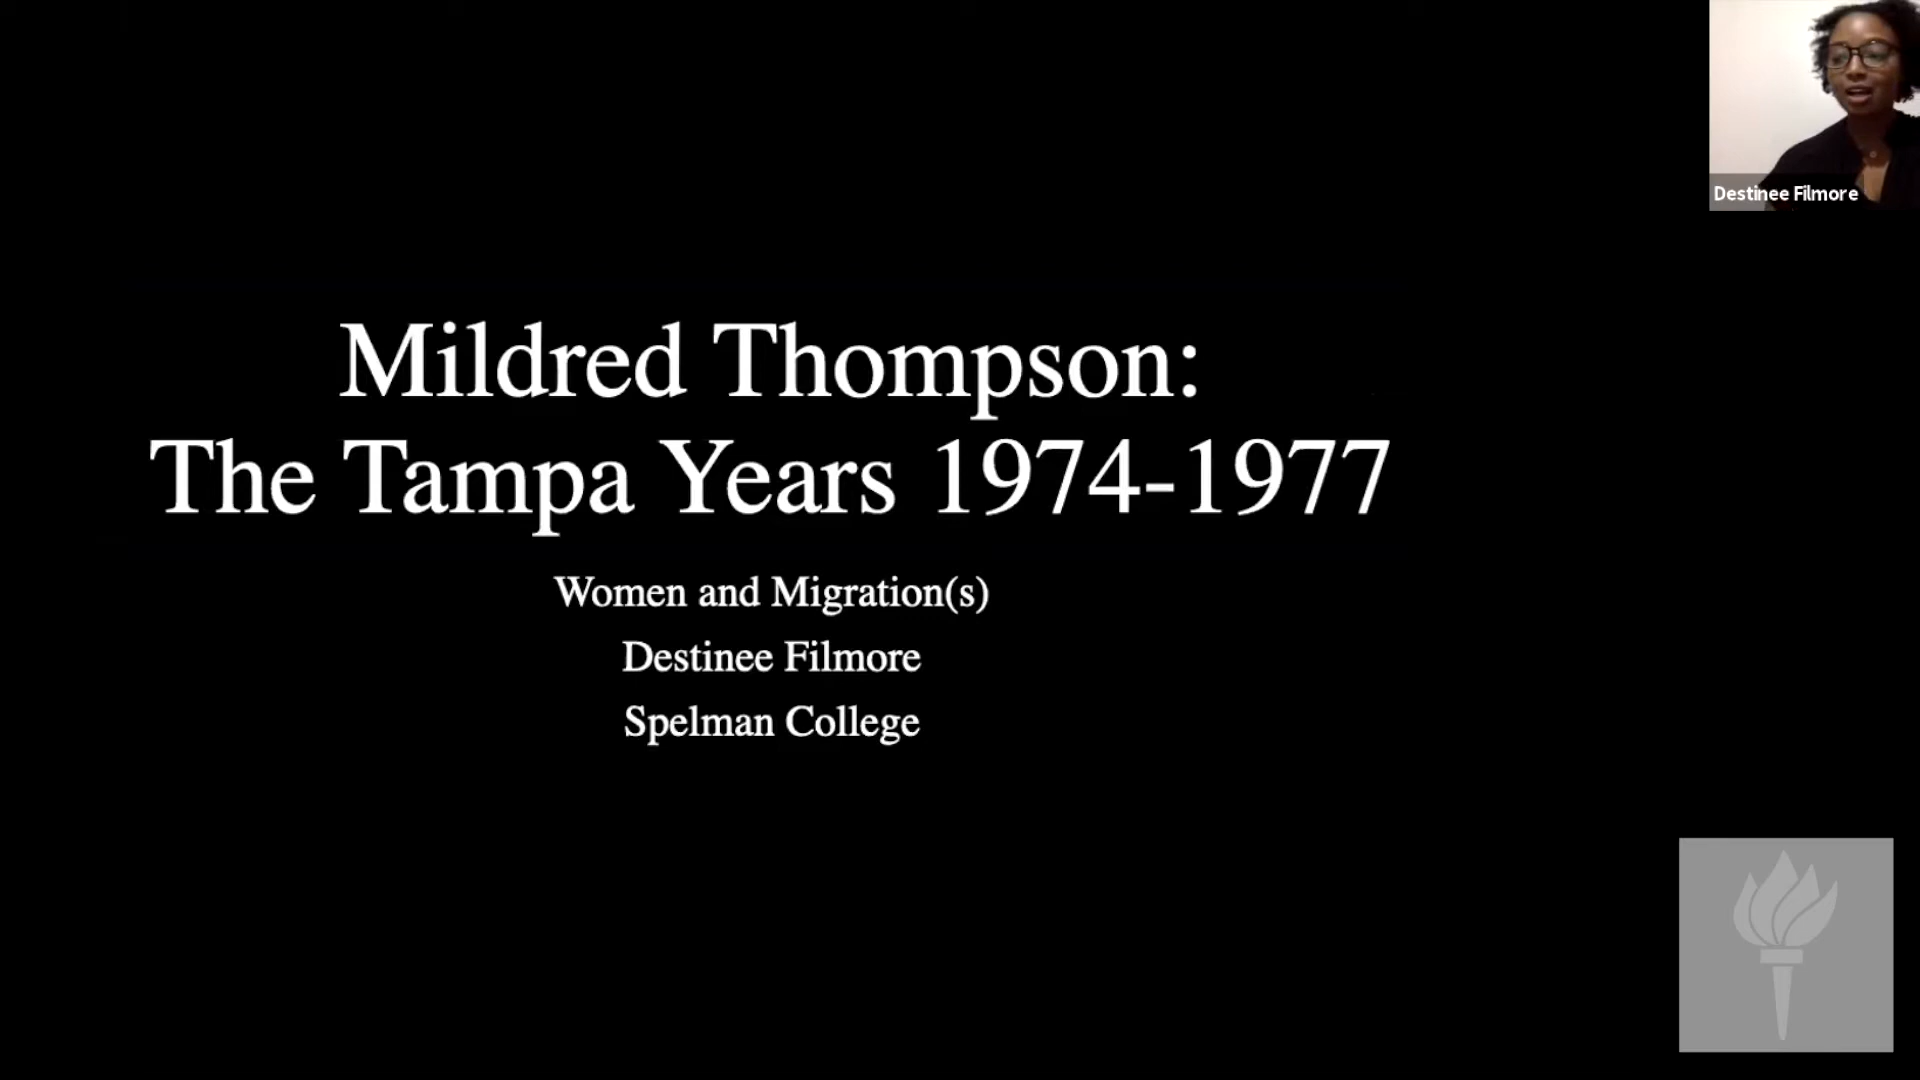 Destinee Filmore
Mildred Thompson:
The Tampa Years 1974-1977
Women and Migration(s)
Destinee Filmore
Spelman College